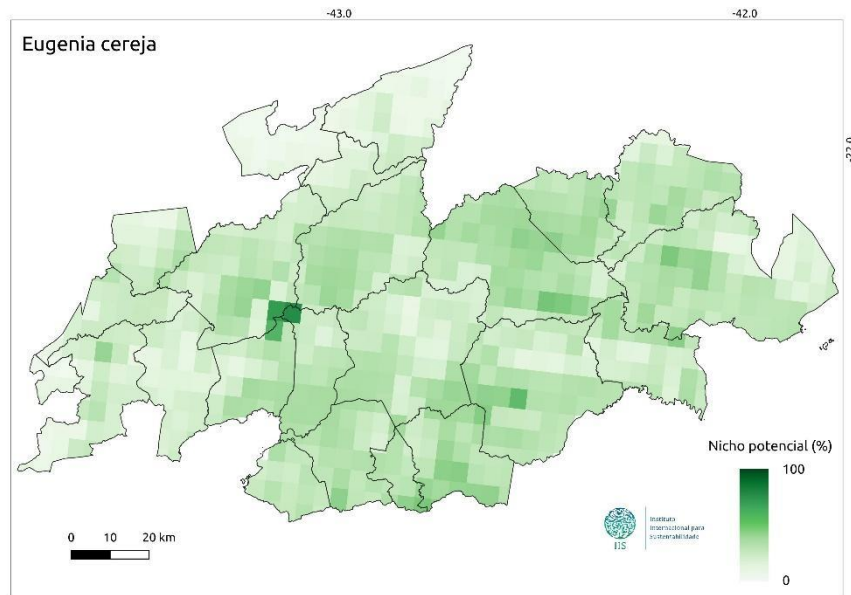 -43.0
-42.0
Eugenia cereja
-22.0
Nicho potencial (%)
100
0
0 10 20 km
IIS
Instituto
Internacional para
Sustentabilidade